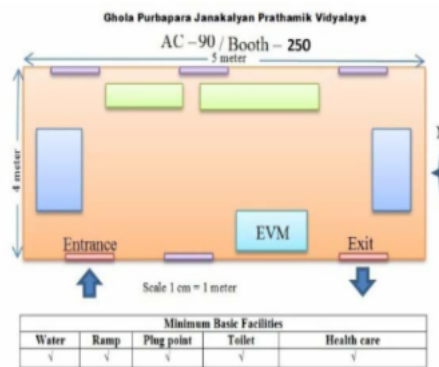 Ghola Purbapara Janakalyan Prathamik Vidyalaya
AC – 90 / Booth – 250
5 meter
4 meter
Entrance
EVM
Exit
Scale 1 cm = 1 meter
Minimum Basic Facilities
Water Ramp Plug point Toilet Health care
√ √ √ √ √